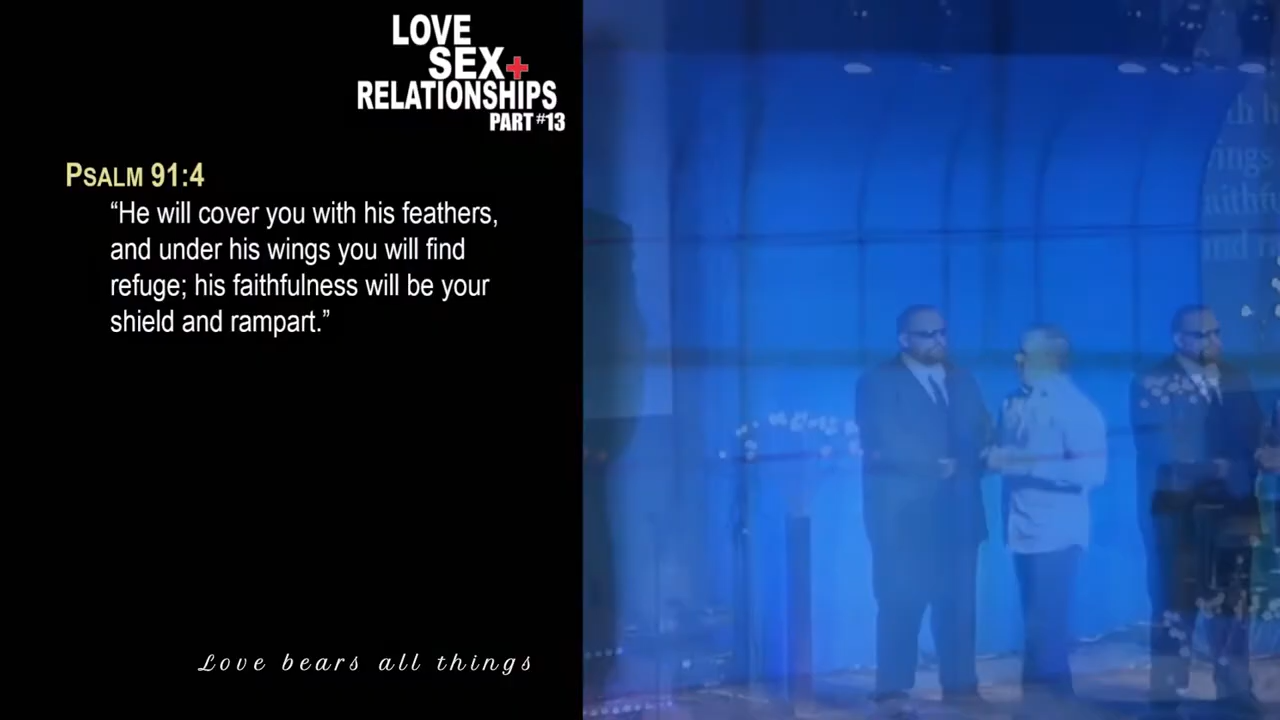 LOVE
SEX+
RELATIONSHIPS
PART #13
PSALM 91:4
“He will cover you with his feathers,
and under his wings you will find
refuge; his faithfulness will be your
shield and rampart.”
Love bears all things